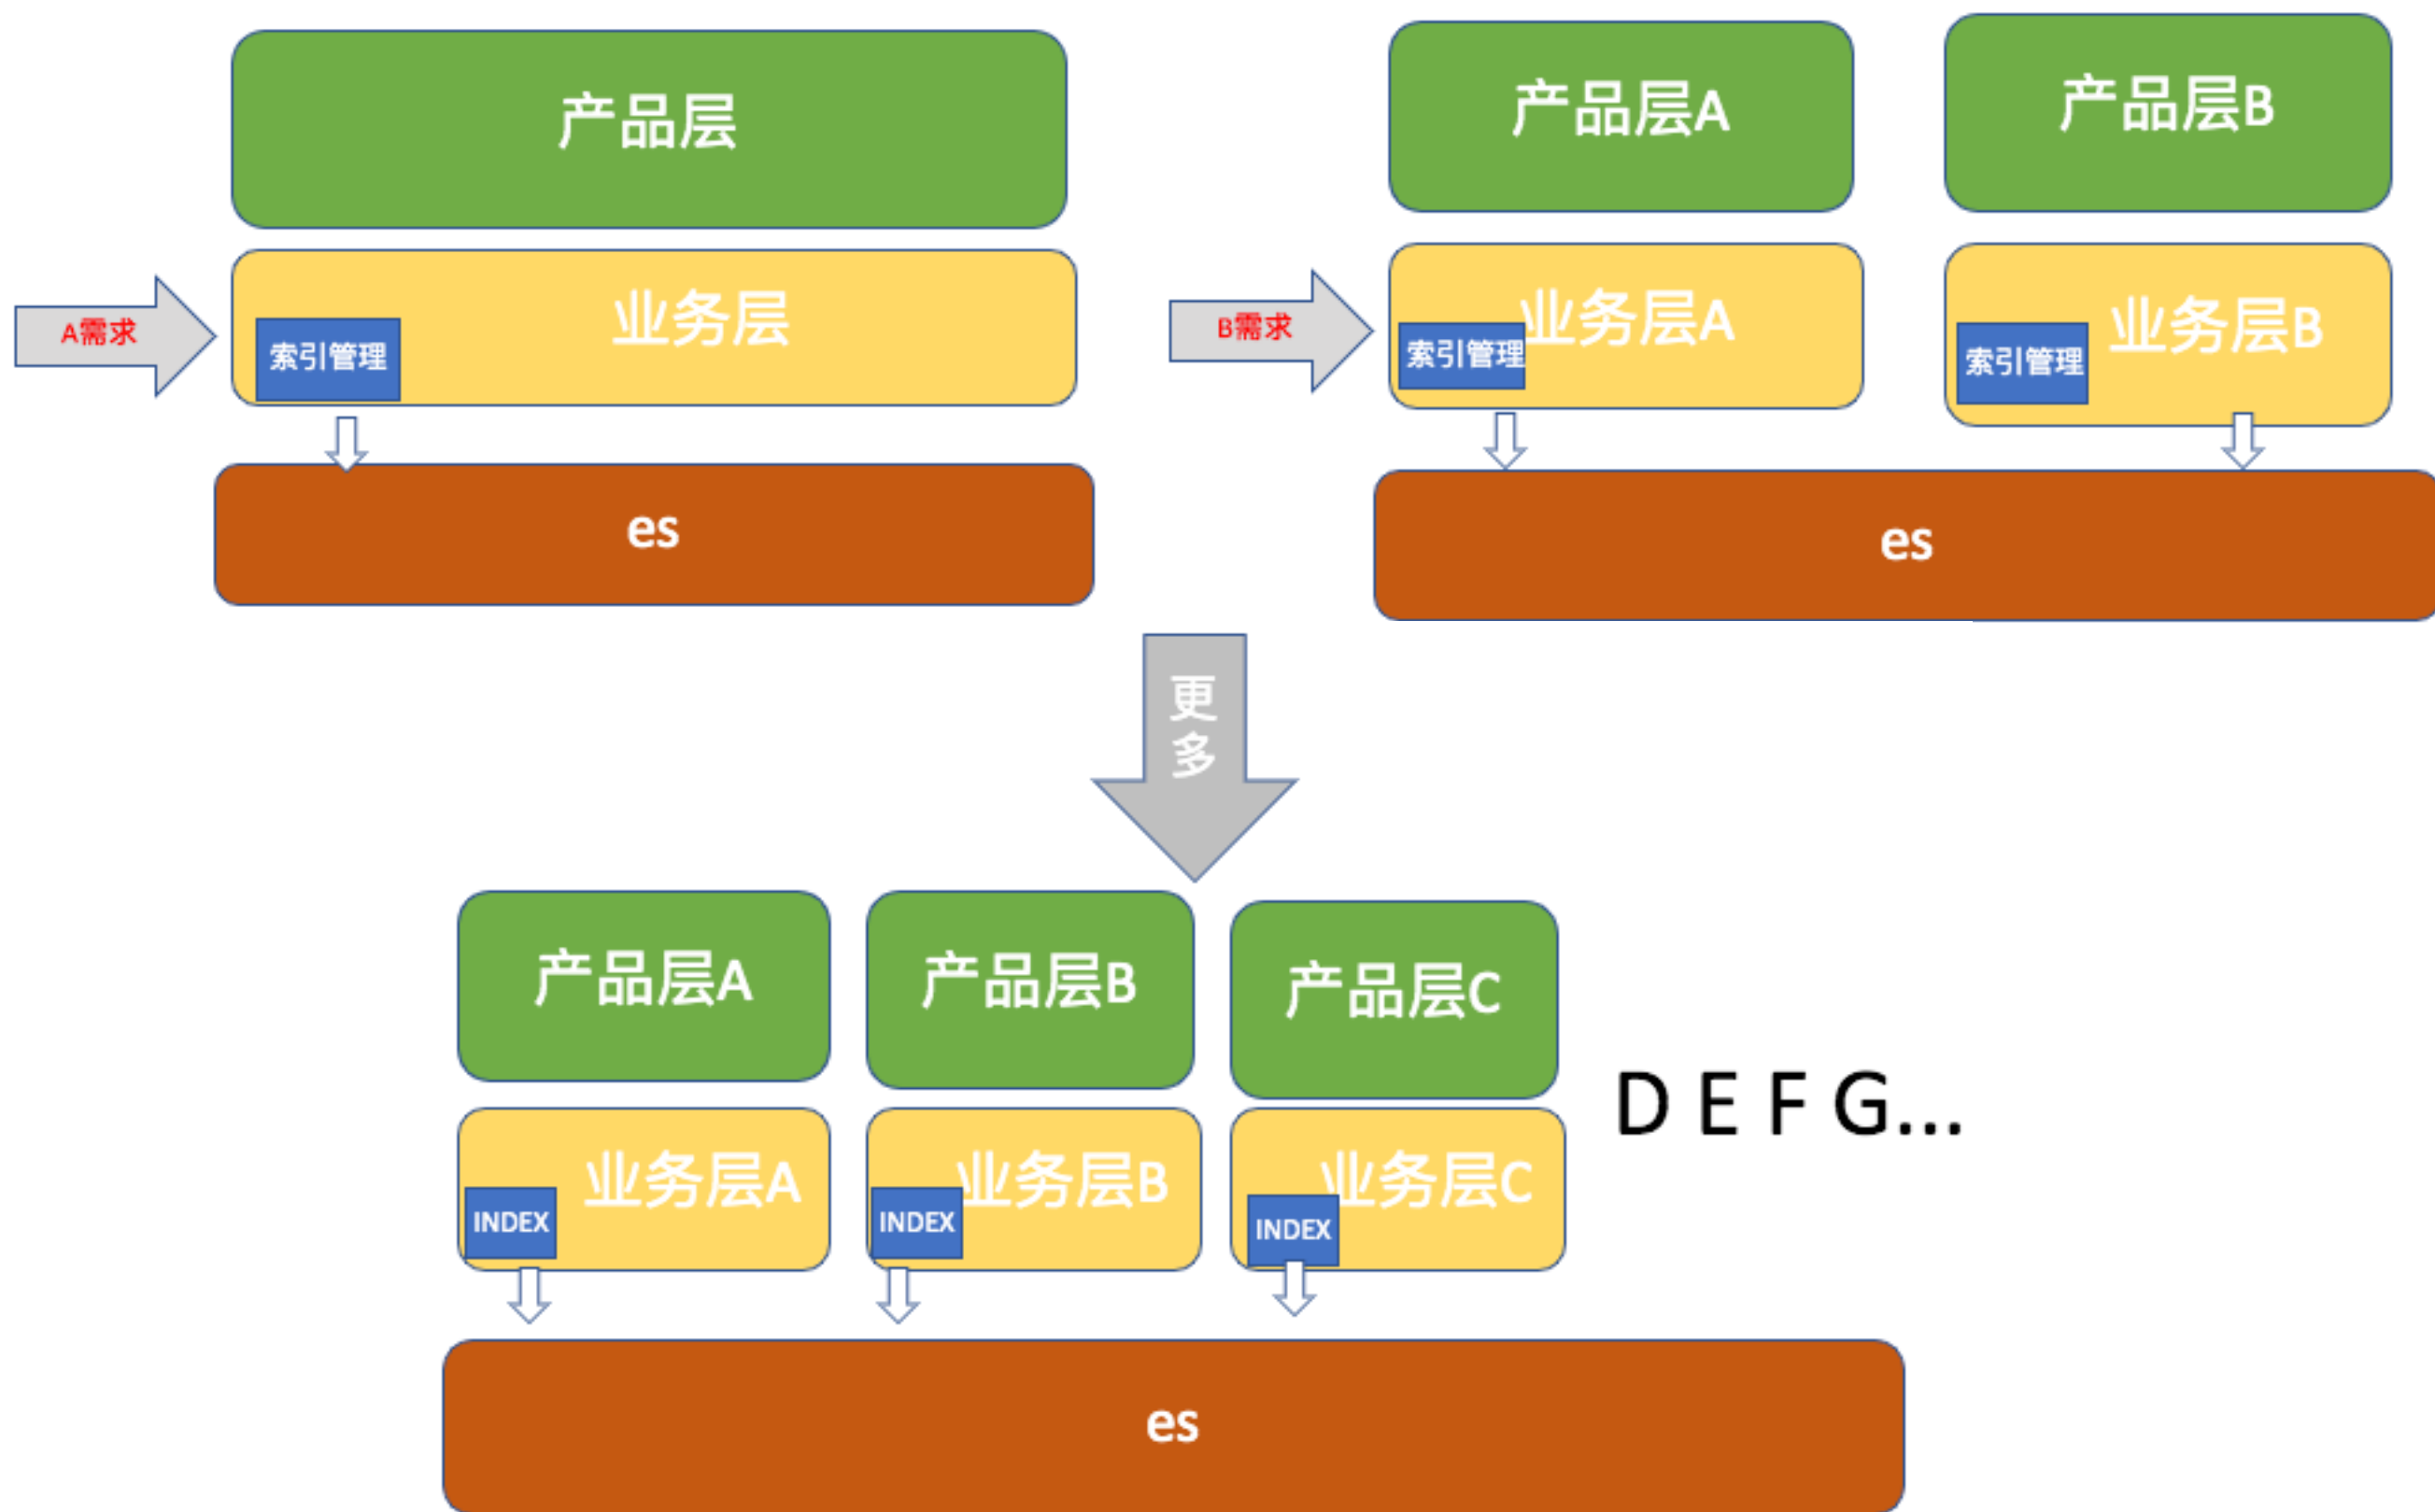 产品层
A需求
业务层
索引管理
es
产品层A
产品层B
B需求
业务层A
索引管理
业务层B
索引管理
es
更
多
产品层A
产品层B
产品层C
D E F G...
业务层A
INDEX
业务层B
INDEX
业务层C
INDEX
es